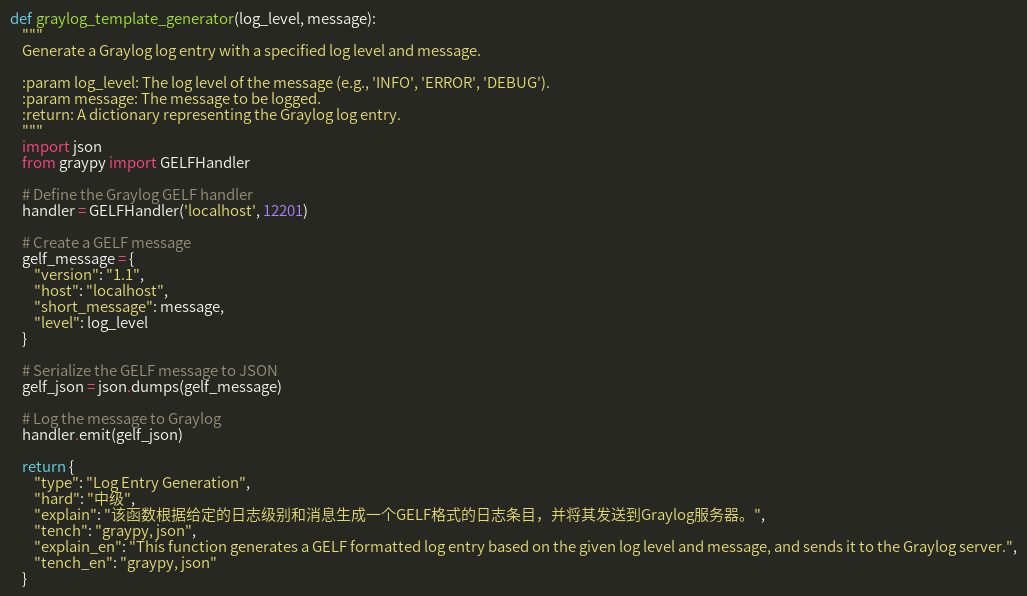 def graylog_template_generator(log_level, message):
    """
    Generate a Graylog log entry with a specified log level and message.

    :param log_level: The log level of the message (e.g., 'INFO', 'ERROR', 'DEBUG').
    :param message: The message to be logged.
    :return: A dictionary representing the Graylog log entry.
    """
    import json
    from graypy import GELFHandler

    # Define the Graylog GELF handler
    handler = GELFHandler('localhost', 12201)

    # Create a GELF message
    gelf_message = {
        "version": "1.1",
        "host": "localhost",
        "short_message": message,
        "level": log_level
    }

    # Serialize the GELF message to JSON
    gelf_json = json.dumps(gelf_message)

    # Log the message to Graylog
    handler.emit(gelf_json)

    return {
        "type": "Log Entry Generation",
        "hard": "中级",
        "explain": "该函数根据给定的日志级别和消息生成一个GELF格式的日志条目，并将其发送到Graylog服务器。",
        "tench": "graypy, json",
        "explain_en": "This function generates a GELF formatted log entry based on the given log level and message, and sends it to the Graylog server.",
        "tench_en": "graypy, json"
    }